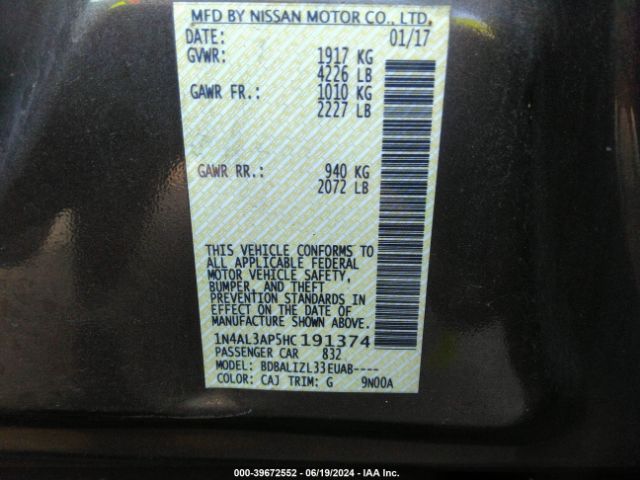 MFD BY NISSAN MOTOR CO., LTD.
DATE: 01/17
GVWR: 1917 KG
4226 LB
GAWR FR.: 1010 KG
2227 LB
GAWR RR.: 940 KG
2072 LB
THIS VEHICLE CONFORMS TO
ALL APPLICABLE FEDERAL
MOTOR VEHICLE SAFETY,
BUMPER, AND THEFT
PREVENTION STANDARDS IN
EFFECT ON THE DATE OF
MANUFACTURE SHOWN ABOVE.
1N4AL3AP5HC191374
PASSENGER CAR 832
MODEL: BDBALIZL33EUAB----
COLOR: CAJ TRIM: G 9N00A
000-39672552 - 06/19/2024 - IAA Inc.